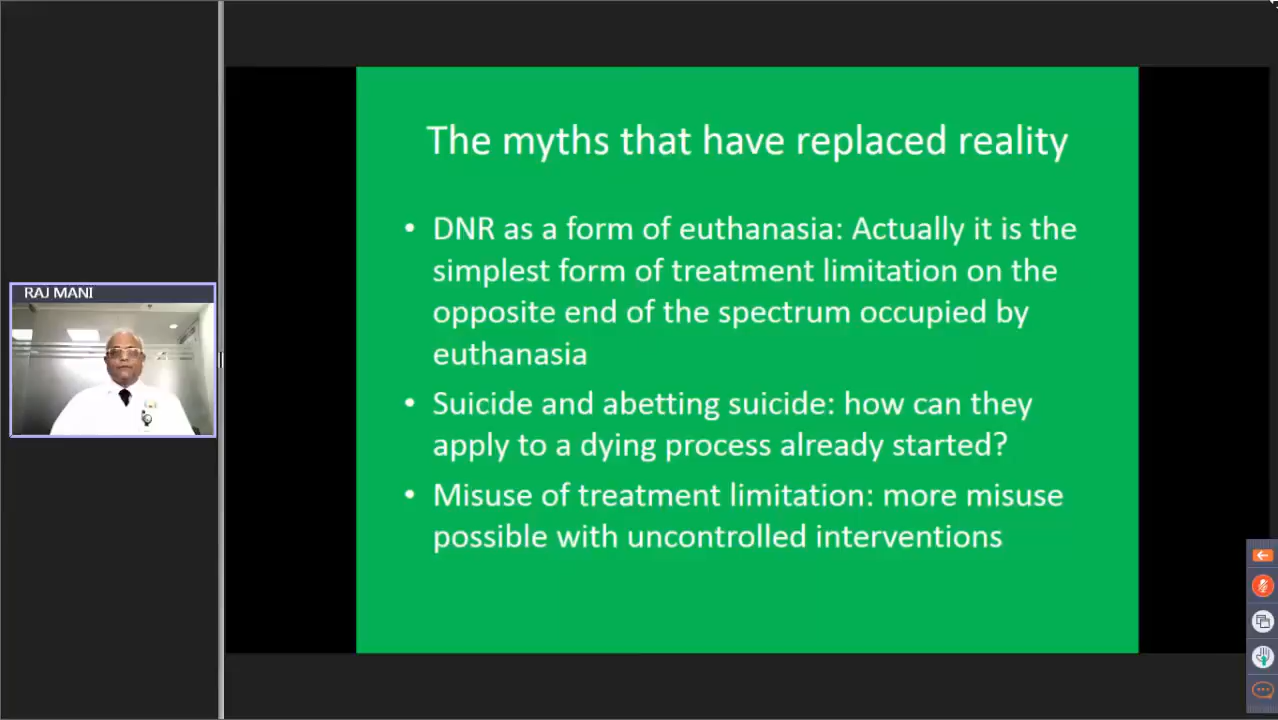 The myths that have replaced reality
• DNR as a form of euthanasia: Actually it is the
simplest form of treatment limitation on the
opposite end of the spectrum occupied by
euthanasia
• Suicide and abetting suicide: how can they
apply to a dying process already started?
• Misuse of treatment limitation: more misuse
possible with uncontrolled interventions
RAJ MANI